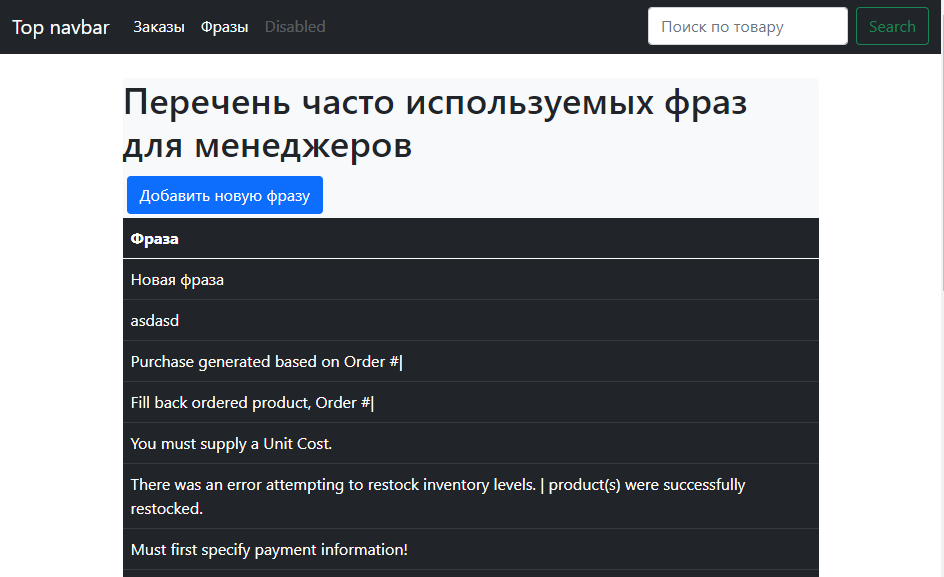 Top navbar Заказы Фразы Disabled Поиск по товару Search
Перечень часто используемых фраз
для менеджеров
Добавить новую фразу
Фраза
Новая фраза
asdasd
Purchase generated based on Order #|
Fill back ordered product, Order #|
You must supply a Unit Cost.
There was an error attempting to restock inventory levels. | product(s) were successfully
restocked.
Must first specify payment information!